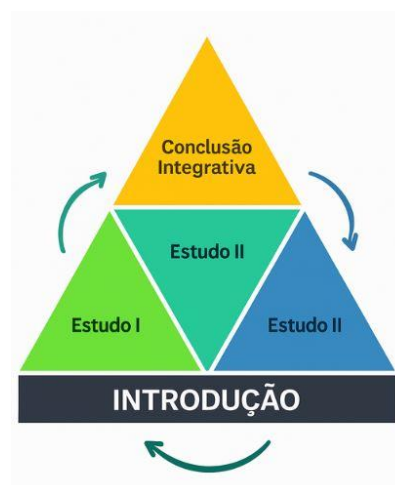 Conclusão
Integrativa
Estudo II
Estudo I
Estudo II
INTRODUÇÃO